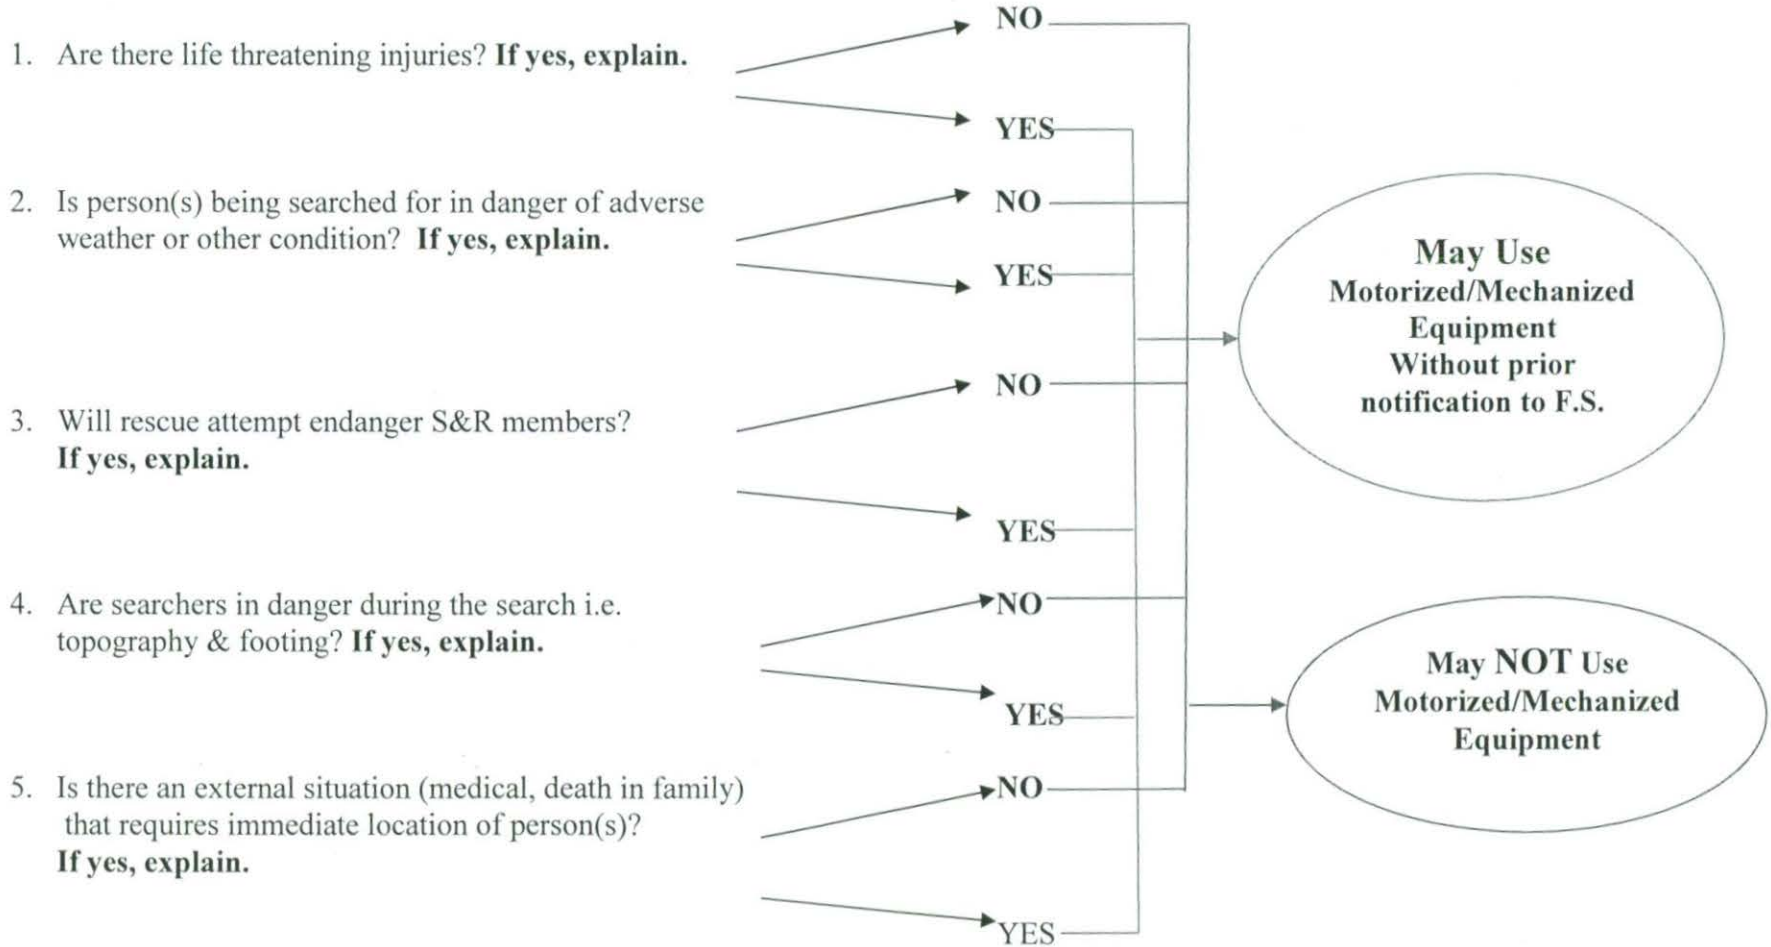 NO
1. Are there life threatening injuries? If yes, explain.
YES
2. Is person(s) being searched for in danger of adverse
weather or other condition? If yes, explain.
NO
YES
3. Will rescue attempt endanger S&R members?
If yes, explain.
NO
YES
4. Are searchers in danger during the search i.e.
topography & footing? If yes, explain.
NO
YES
5. Is there an external situation (medical, death in family)
that requires immediate location of person(s)?
If yes, explain.
NO
YES
May Use
Motorized/Mechanized
Equipment
Without prior
notification to F.S.
May NOT Use
Motorized/Mechanized
Equipment